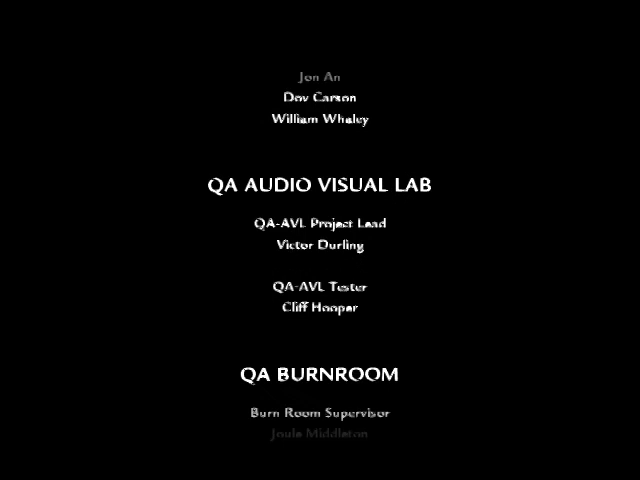 Jon An
Dov Carson
William Whaley
QA AUDIO VISUAL LAB
QA-AVL Project Lead
Victor Durling
QA-AVL Tester
Cliff Hooper
QA BURNROOM
Burn Room Supervisor
Joule Middleton